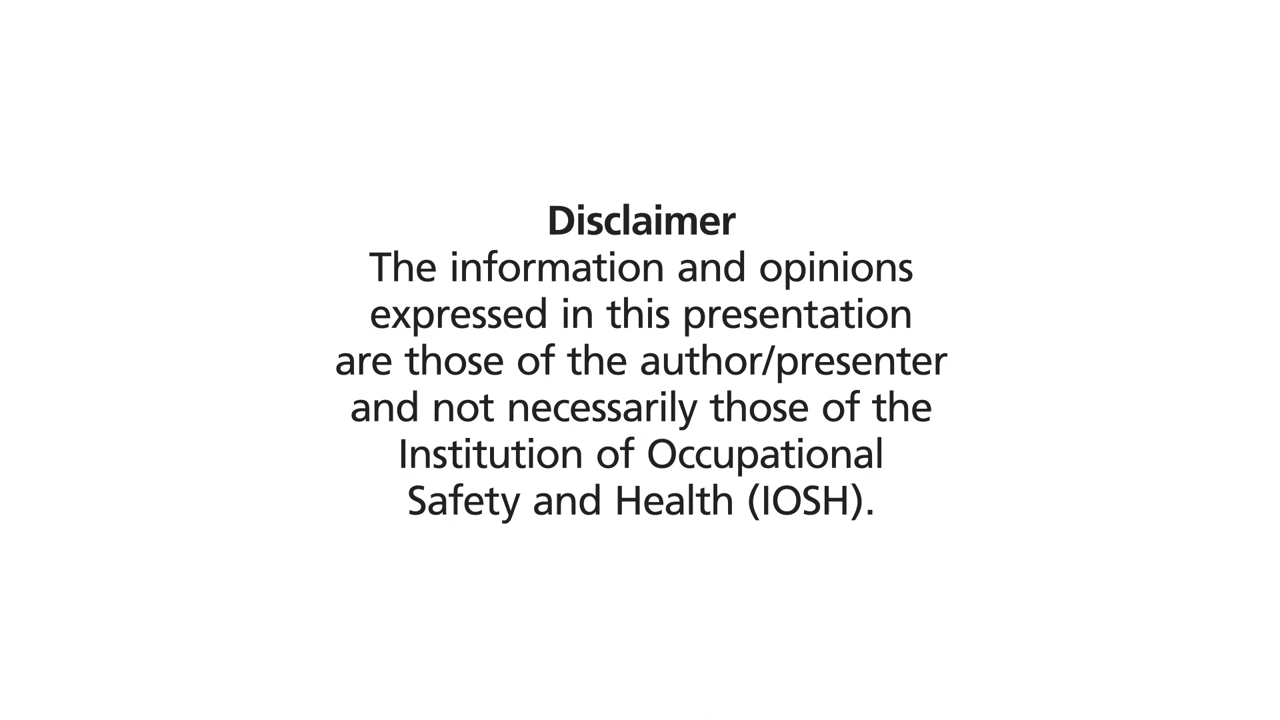 Disclaimer
The information and opinions
expressed in this presentation
are those of the author/presenter
and not necessarily those of the
Institution of Occupational
Safety and Health (IOSH).